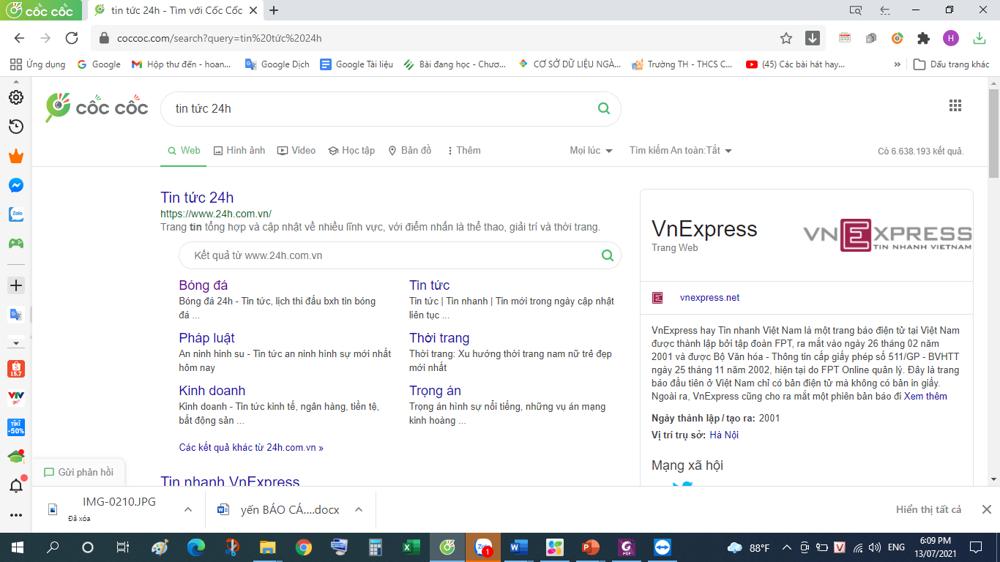 cốc cốc
tin tức 24h - Tìm với Cốc Cốc
coccoc.com/search?query=tin%20tức%2024h
H
Ứng dụng
Google
Hộp thư đến - hoan...
Google Dịch
Google Tài liệu
Bài đang học - Chươ...
CƠ SỞ DỮ LIỆU NGÀ...
Trường TH - THCS C...
(45) Các bài hát hay...
»
Dấu trang khác
cốc cốc
tin tức 24h
Web
Hình ảnh
Video
Học tập
Bản đồ
Thêm
Mọi lúc
Tìm kiếm An toàn:Tắt
Có 6.638.193 kết quả.
Tin tức 24h
https://www.24h.com.vn/
Trang tin tổng hợp và cập nhật về nhiều lĩnh vực, với điểm nhấn là thể thao, giải trí và thời trang.
Kết quả từ www.24h.com.vn
Bóng đá
Bóng đá 24h - Tin tức, lịch thi đấu bxh tin bóng
đá ...
Tin tức
Tin tức | Tin nhanh | Tin mới trong ngày cập nhật
liên tục ...
Pháp luật
An ninh hình su - Tin tức an ninh hình sự mới nhất
hôm nay
Thời trang
Thời trang: Xu hướng thời trang nam nữ trẻ đẹp
mới nhất
Kinh doanh
Kinh doanh - Tin tức kinh tế, ngân hàng, tiền tệ,
bất động sản ...
Trọng án
Trọng án hình sự nổi tiếng, những vụ án mạng
kinh hoàng ...
Các kết quả khác từ 24h.com.vn »
Tin nhanh VnExpress
VnExpress
Trang Web
VNEXPRESS
TIN NHANH VIETNAM
E
vnexpress.net
VnExpress hay Tin nhanh Việt Nam là một trang báo điện tử tại Việt Nam
được thành lập bởi tập đoàn FPT, ra mắt vào ngày 26 tháng 02 năm
2001 và được Bộ Văn hóa - Thông tin cấp giấy phép số 511/GP - BVHTT
ngày 25 tháng 11 năm 2002, hiện tại do FPT Online quản lý. Đây là trang
báo đầu tiên ở Việt Nam chỉ có bản điện tử mà không có bản in giấy.
Ngoài ra, VnExpress cũng cho ra mắt một phiên bản báo đi Xem thêm
Ngày thành lập / tạo ra: 2001
Vị trí trụ sở: Hà Nội
Mạng xã hội
Zalo
15.7
VTV
go
TIKI
-50%
Gửi phản hồi
IMG-0210.JPG
Đã xóa
yến BÁO CÁ....docx
Hiển thị tất cả
Zalo
1
PDF
88°F
V
ENG
6:09 PM
13/07/2021